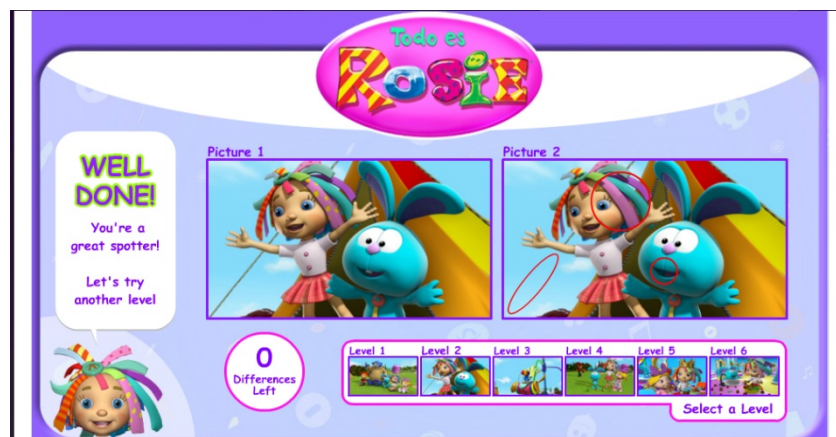 Todo es
ROSIE
WELL
DONE!
You're a
great spotter!
Let's try
another level
Picture 1
Picture 2
0
Differences
Left
Level 1
Level 2
Level 3
Level 4
Level 5
Level 6
Select a Level